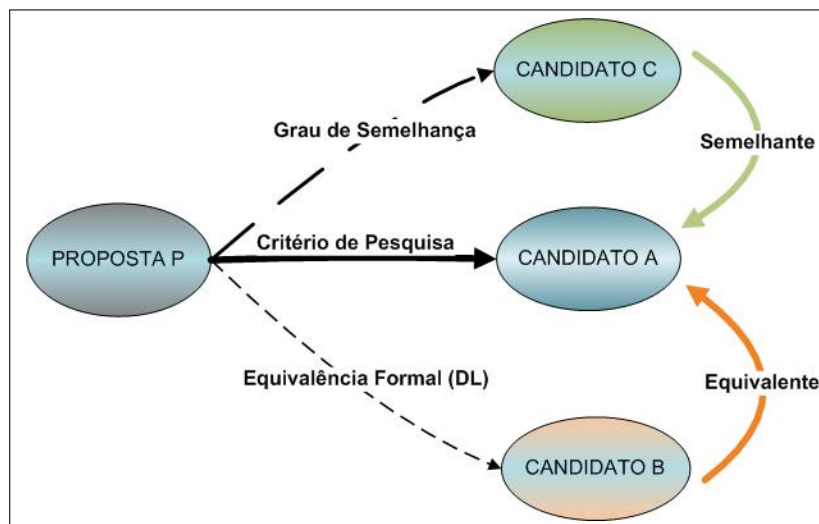 CANDIDATO C
Grau de Semelhança
Semelhante
Critério de Pesquisa
PROPOSTA P
CANDIDATO A
Equivalência Formal (DL)
Equivalente
CANDIDATO B